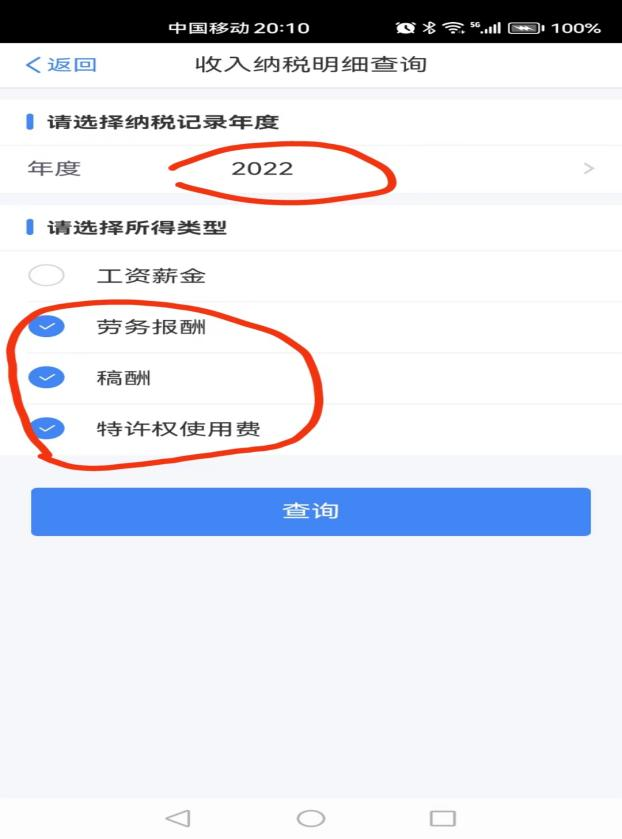 中国移动 20:10 5G 100%
返回 收入纳税明细查询
请选择纳税记录年度
年度 2022
请选择所得类型
工资薪金
劳务报酬
稿酬
特许权使用费
查询